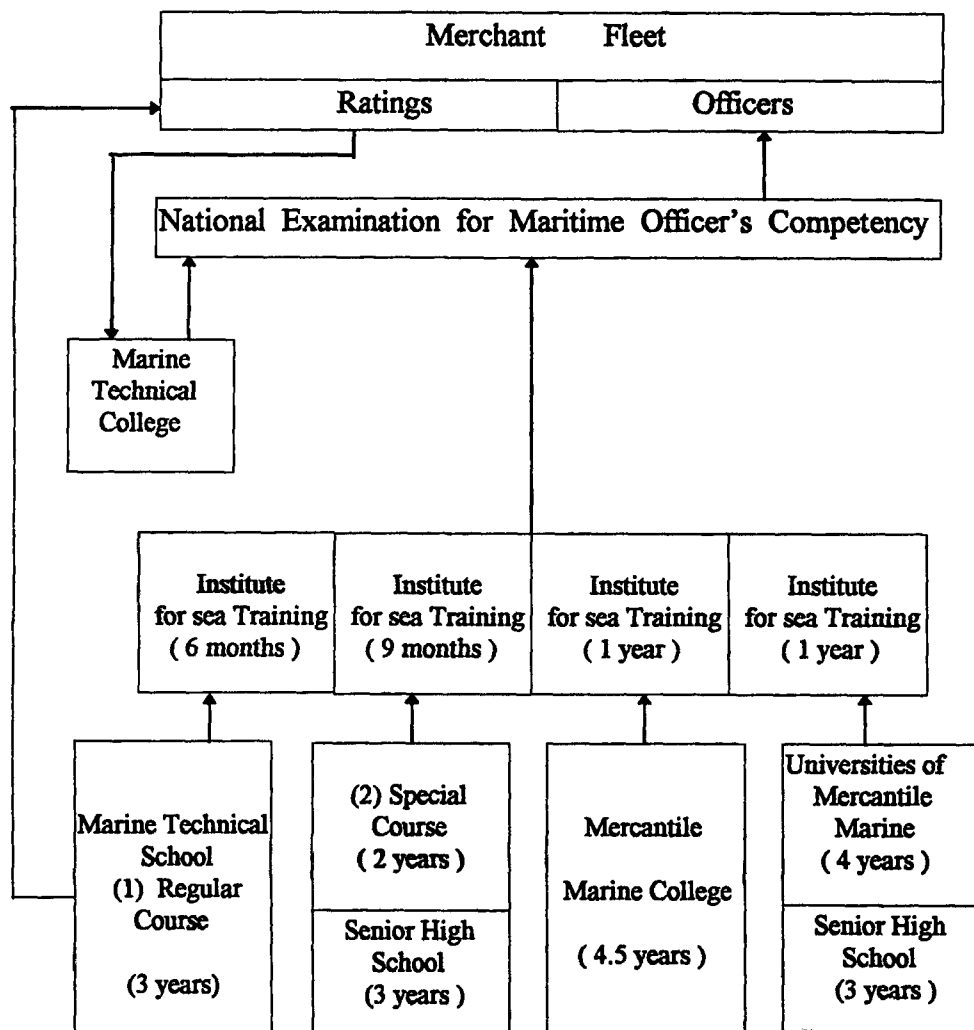 Merchant Fleet
Ratings
Officers
National Examination for Maritime Officer's Competency
Marine
Technical
College
Institute
for sea Training
( 6 months )
Institute
for sea Training
( 9 months )
Institute
for sea Training
( 1 year )
Institute
for sea Training
( 1 year )
Marine Technical
School
(1) Regular
Course
(3 years)
(2) Special
Course
( 2 years )
Senior High
School
(3 years )
Mercantile
Marine College
( 4.5 years )
Universities of
Mercantile
Marine
( 4 years )
Senior High
School
(3 years )